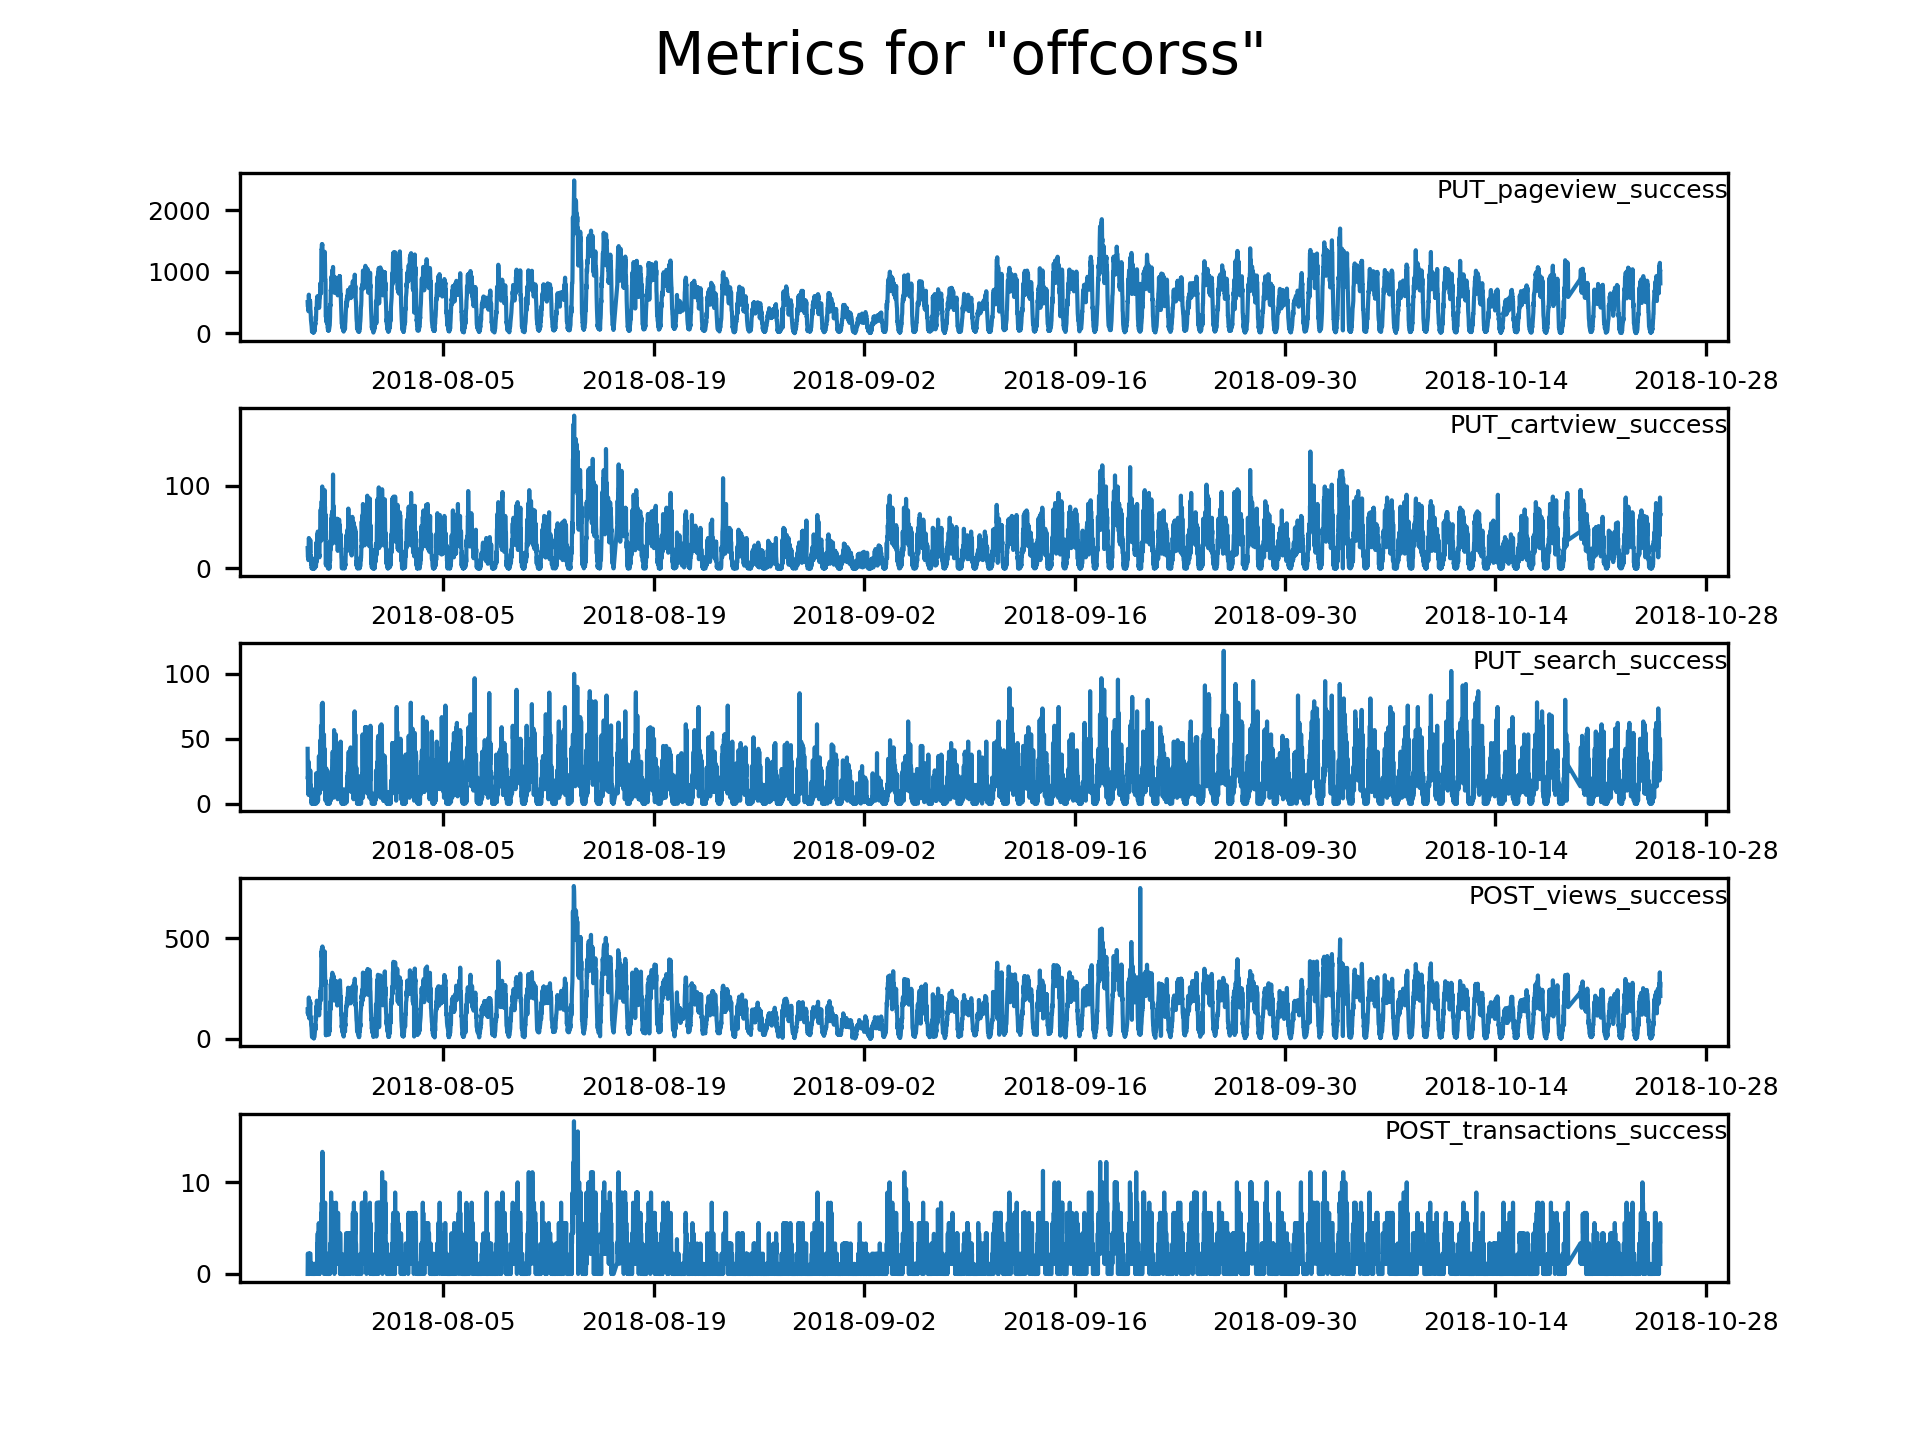 Metrics for "offcorss"
PUT_pageview_success
2000
1000
0
2018-08-05 2018-08-19 2018-09-02 2018-09-16 2018-09-30 2018-10-14 2018-10-28
PUT_cartview_success
100
0
2018-08-05 2018-08-19 2018-09-02 2018-09-16 2018-09-30 2018-10-14 2018-10-28
PUT_search_success
100
50
0
2018-08-05 2018-08-19 2018-09-02 2018-09-16 2018-09-30 2018-10-14 2018-10-28
POST_views_success
500
0
2018-08-05 2018-08-19 2018-09-02 2018-09-16 2018-09-30 2018-10-14 2018-10-28
POST_transactions_success
10
0
2018-08-05 2018-08-19 2018-09-02 2018-09-16 2018-09-30 2018-10-14 2018-10-28